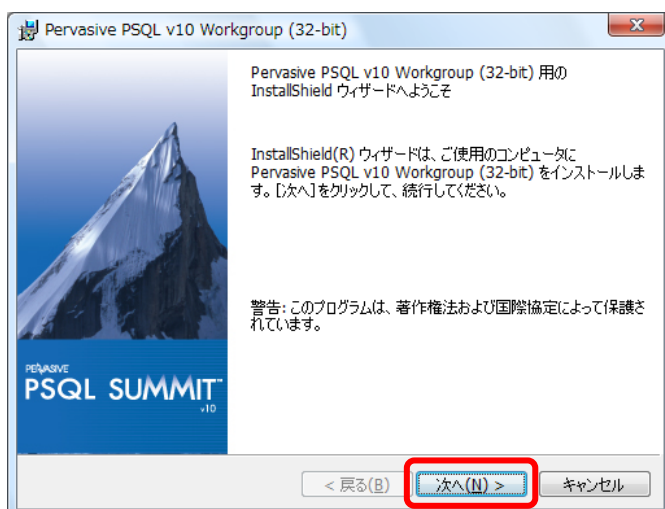 Pervasive PSQL v10 Workgroup (32-bit)
Pervasive PSQL v10 Workgroup (32-bit) 用の
InstallShield ウィザードへようこそ
InstallShield(R) ウィザードは、ご使用のコンピュータに
Pervasive PSQL v10 Workgroup (32-bit) をインストールしま
す。[次へ]をクリックして、続行してください。
警告: このプログラムは、著作権法および国際協定によって保護さ
れています。
PERVASIVE
PSQL SUMMIT™
v10
< 戻る(B)
次へ(N) >
キャンセル